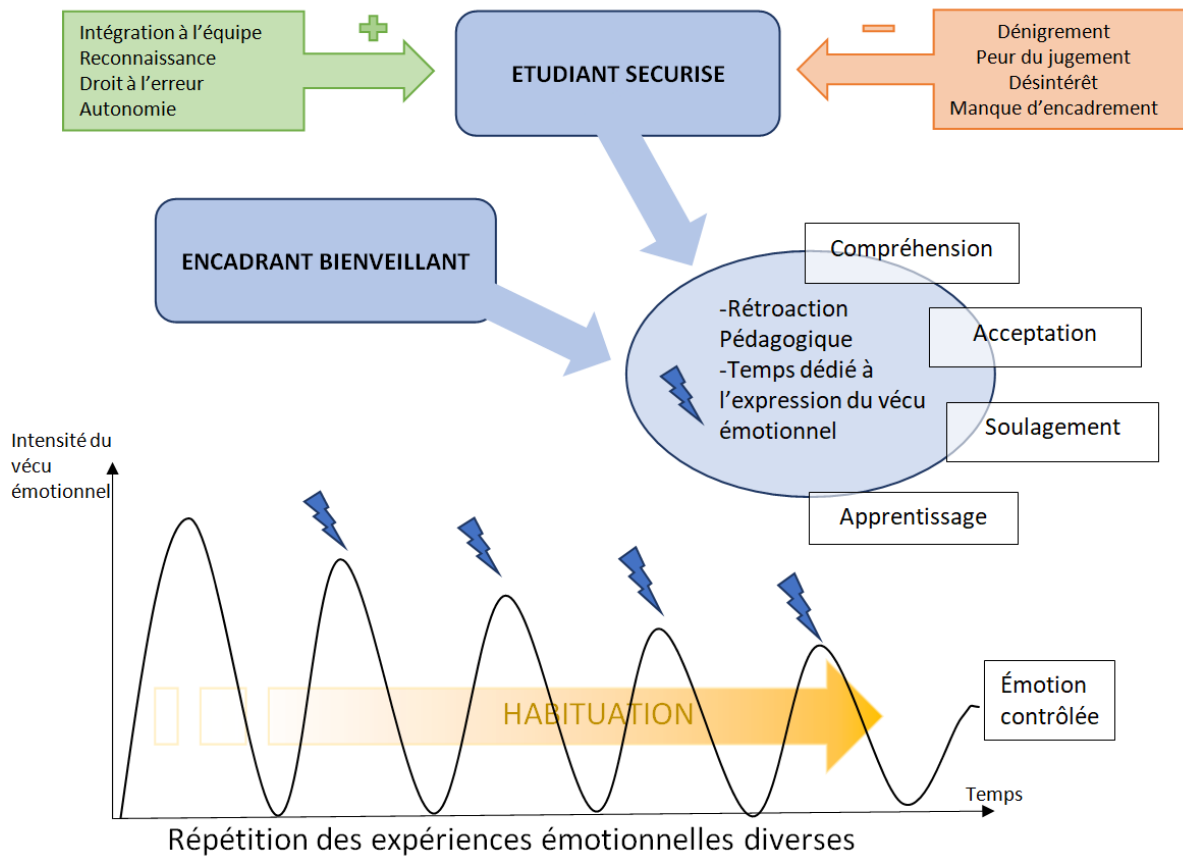 Intégration à l'équipe
Reconnaissance
Droit à l'erreur
Autonomie
+
ETUDIANT SECURISE
-
Dénigrement
Peur du jugement
Désintérêt
Manque d'encadrement
ENCADRANT BIENVEILLANT
-Rétroaction
Pédagogique
-Temps dédié à
l'expression du vécu
émotionnel
Compréhension
Acceptation
Soulagement
Apprentissage
Intensité du
vécu
émotionnel
HABITUATION
Émotion
contrôlée
Temps
Répétition des expériences émotionnelles diverses